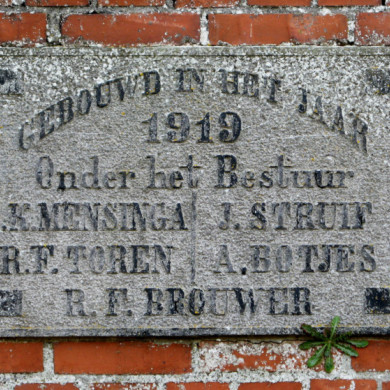 GEBOUWD IN HET JAAR
1919
Onder het Bestuur
.K.MENSINGA J. STRUIF
R.F. TOREN A. BOTJES
R. F. BROUWER